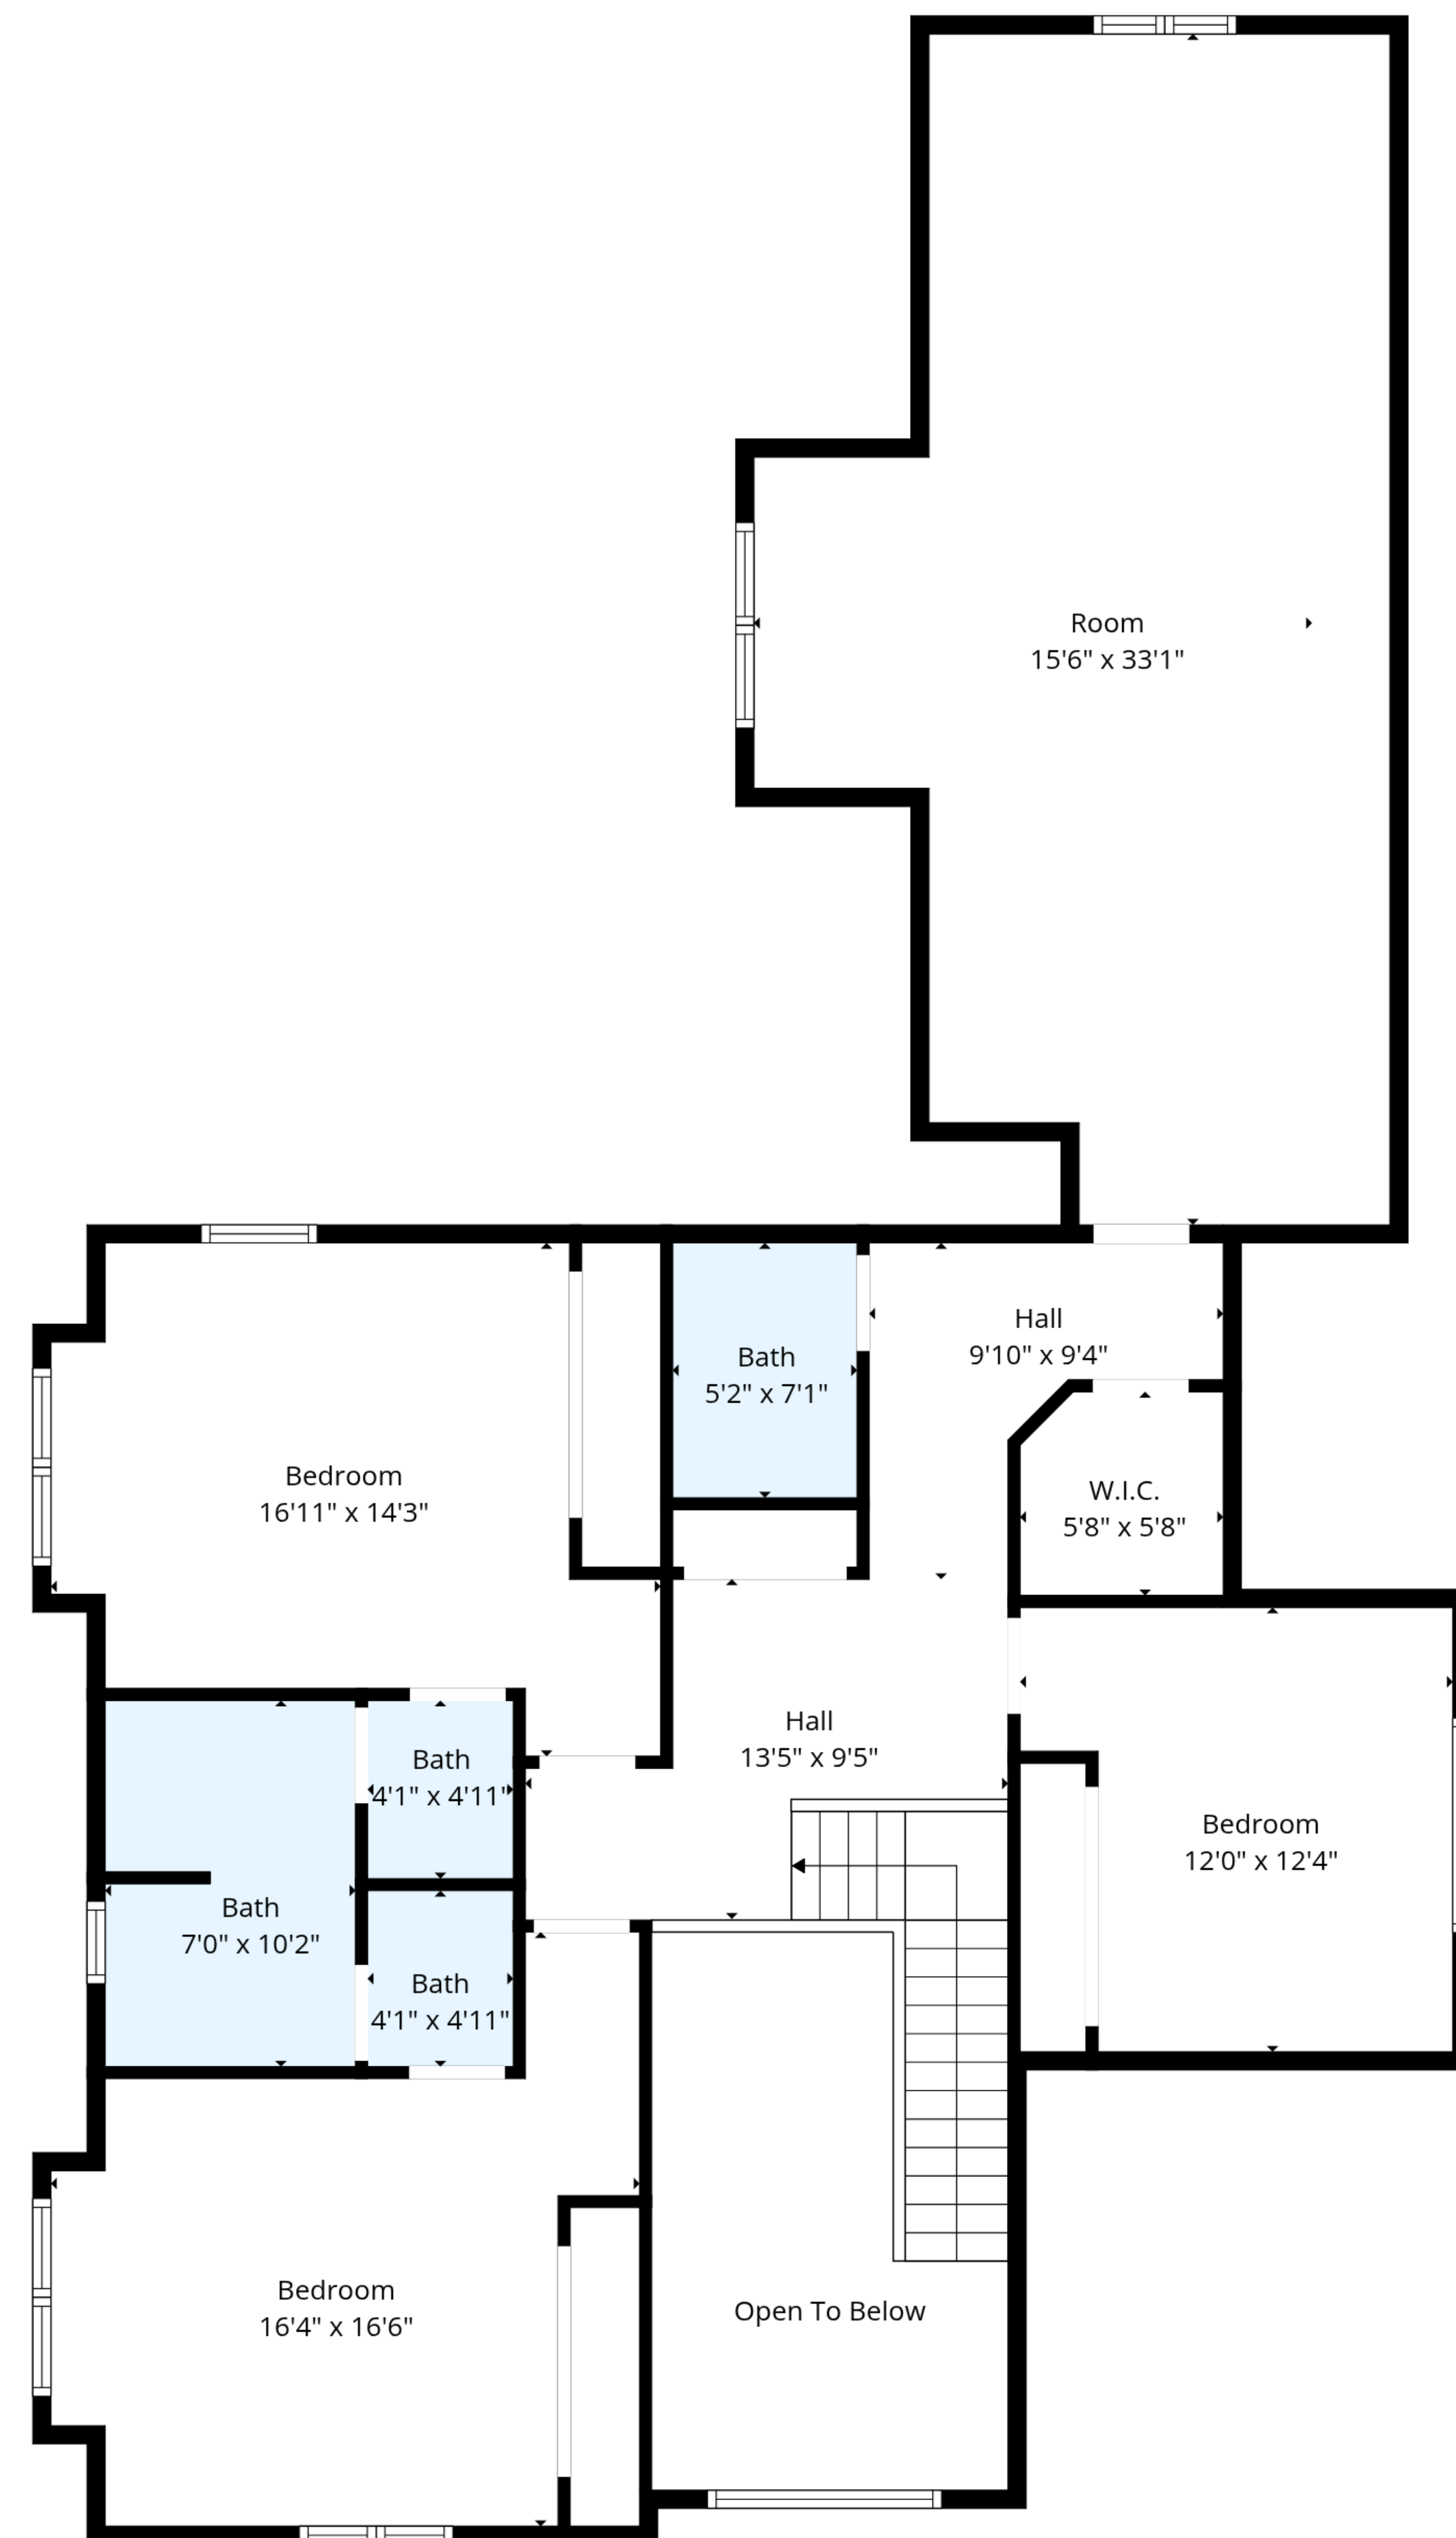 Room
15'6" x 33'1"
Hall
9'10" x 9'4"
Bath
5'2" x 7'1"
Bedroom
16'11" x 14'3"
W.I.C.
5'8" x 5'8"
Hall
13'5" x 9'5"
Bath
4'1" x 4'11"
Bedroom
12'0" x 12'4"
Bath
7'0" x 10'2"
Bath
4'1" x 4'11"
Bedroom
16'4" x 16'6"
Open To Below